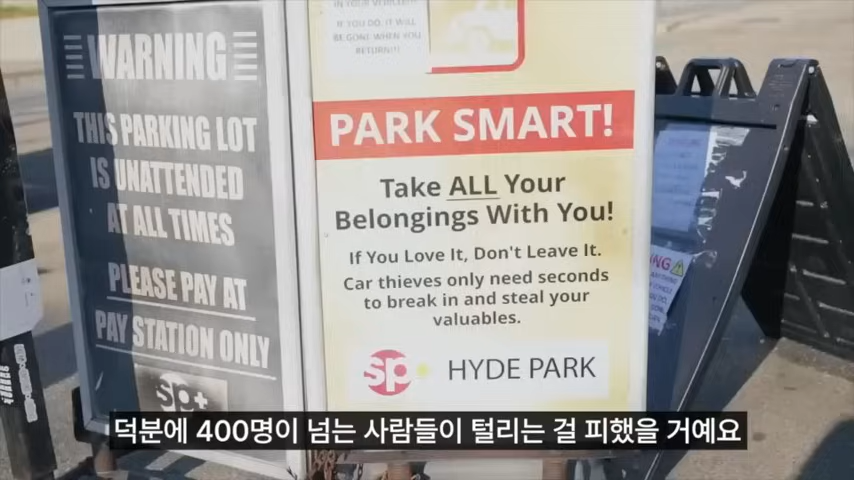 WARNING
THIS PARKING LOT
IS UNATTENDED
AT ALL TIMES
PLEASE PAY AT
PAY STATION ONLY
sp+
IN YOUR VEHICLE!!
IF YOU DO, IT WILL
BE GONE WHEN YOU
RETURN!!!
PARK SMART!
Take ALL Your
Belongings With You!
If You Love It, Don't Leave It.
Car thieves only need seconds
to break in and steal your
valuables.
sp+
HYDE PARK
덕분에 400명이 넘는 사람들이 털리는 걸 피했을 거예요